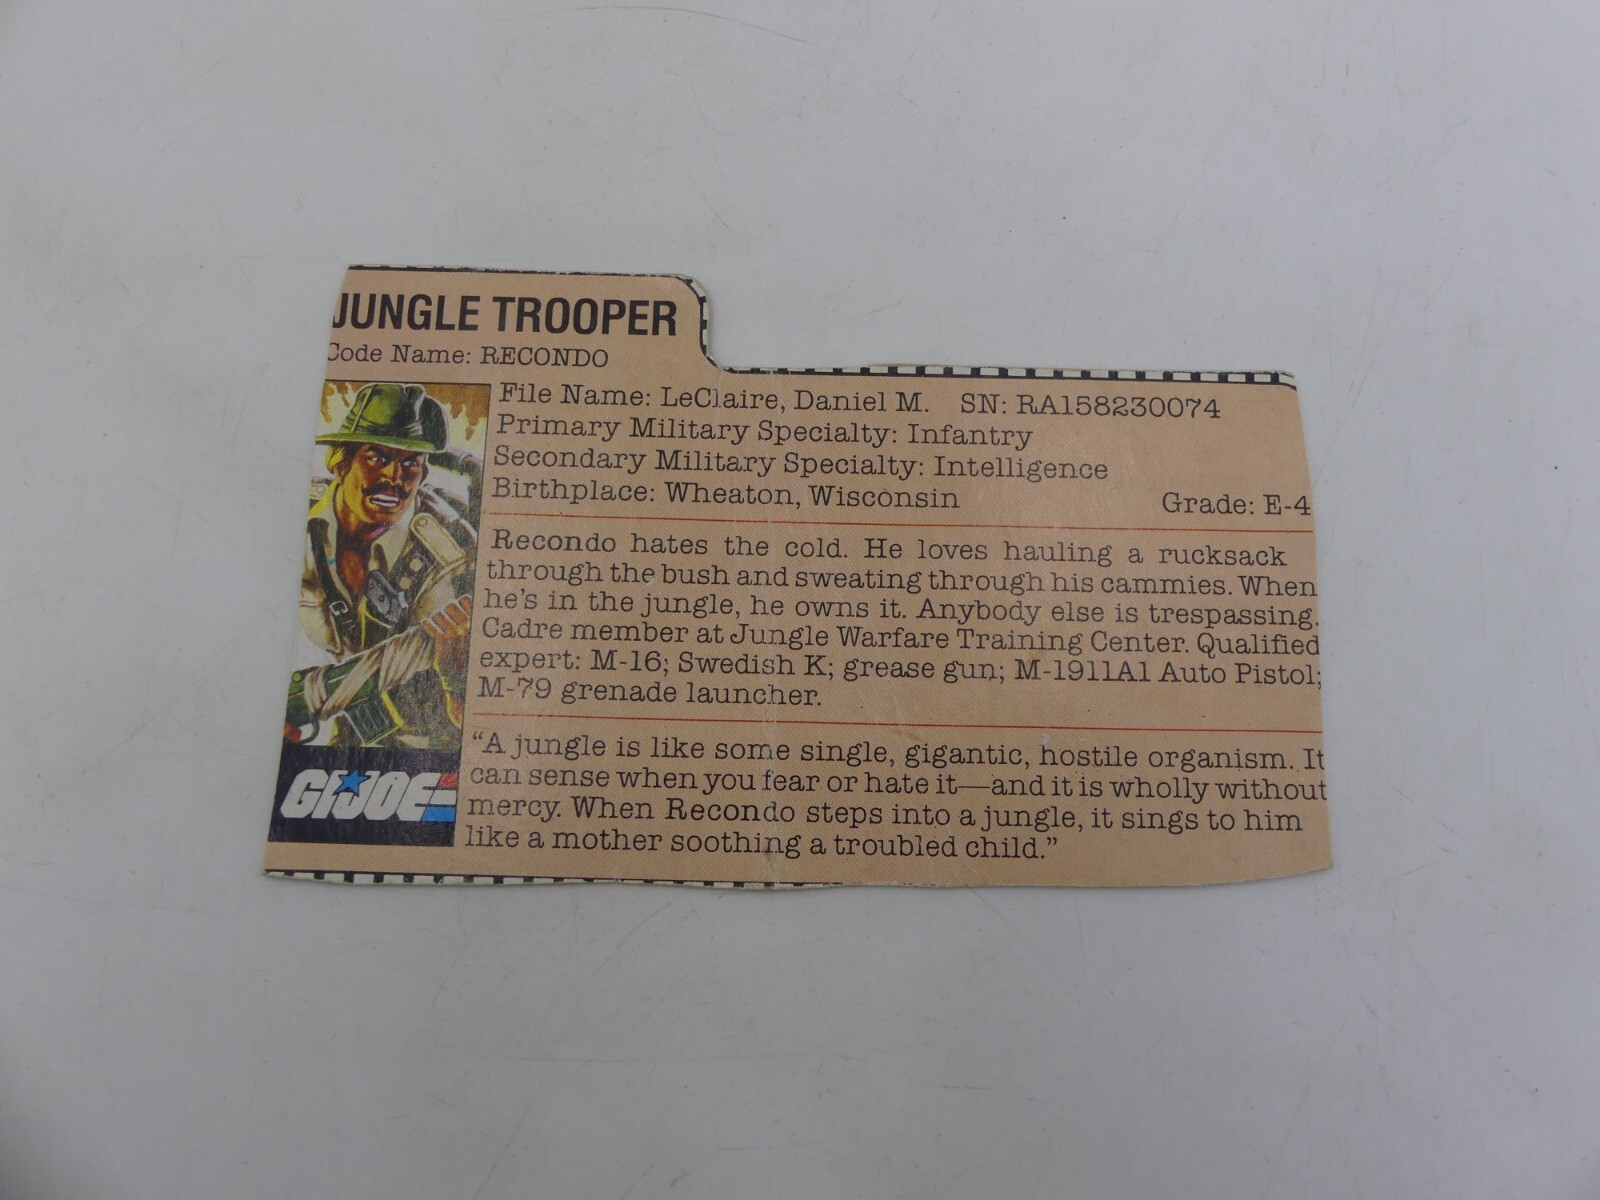 JUNGLE TROOPER
Code Name: RECONDO
File Name: LeClaire, Daniel M. SN: RA158230074
Primary Military Specialty: Infantry
Secondary Military Specialty: Intelligence
Birthplace: Wheaton, Wisconsin Grade: E-4
Recondo hates the cold. He loves hauling a rucksack
through the bush and sweating through his cammies. When
he's in the jungle, he owns it. Anybody else is trespassing.
Cadre member at Jungle Warfare Training Center. Qualified
expert: M-16; Swedish K; grease gun; M-1911A1 Auto Pistol;
M-79 grenade launcher.
"A jungle is like some single, gigantic, hostile organism. It
can sense when you fear or hate it—and it is wholly without
mercy. When Recondo steps into a jungle, it sings to him
like a mother soothing a troubled child."
GI JOE